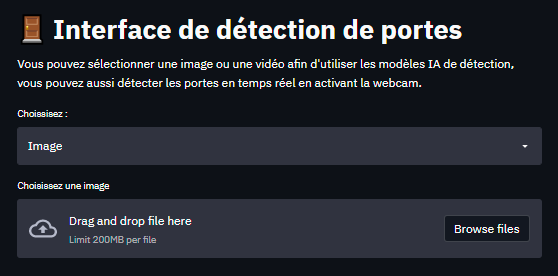 Interface de détection de portes
Vous pouvez sélectionner une image ou une vidéo afin d'utiliser les modèles IA de détection,
vous pouvez aussi détecter les portes en temps réel en activant la webcam.
Choissisez :
Image
Choisissez une image
Drag and drop file here
Limit 200MB per file
Browse files